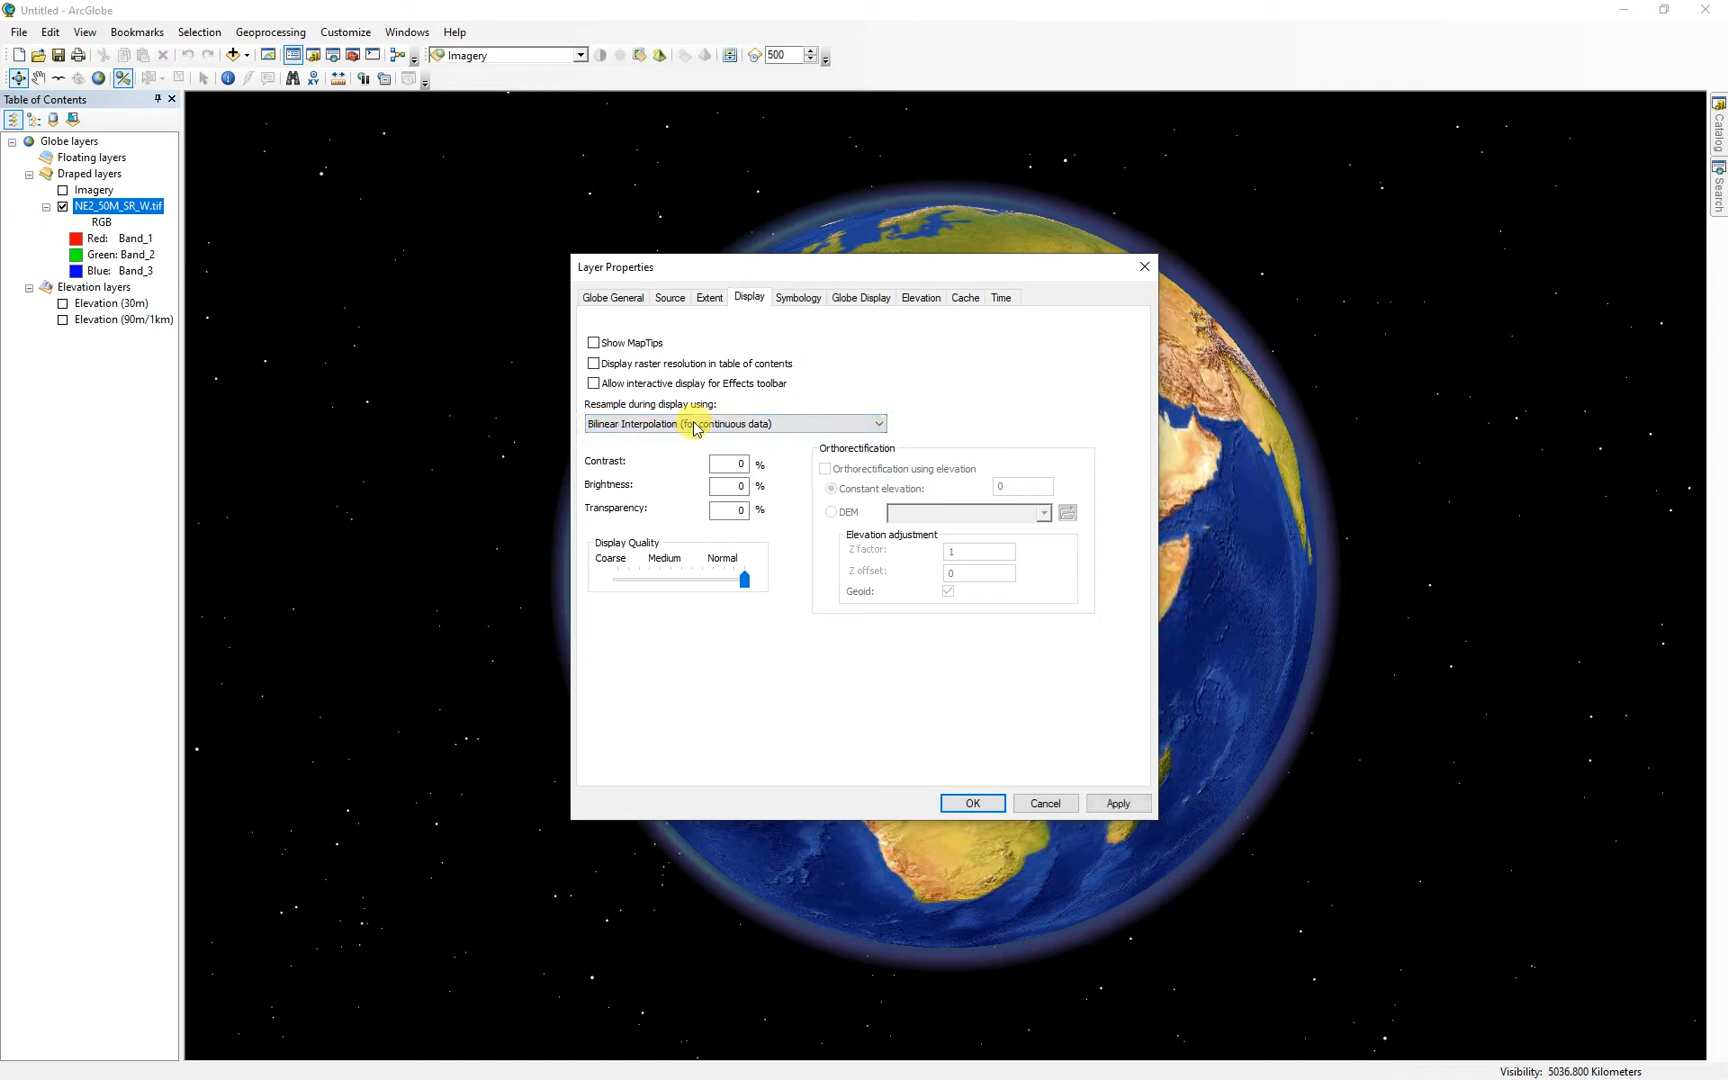 Untitled - ArcGlobe
File Edit View Bookmarks Selection Geoprocessing Customize Windows Help
Imagery 500
Table of Contents
Globe layers
Floating layers
Draped layers
Imagery
NE2_50M_SR_W.tif
RGB
Red: Band_1
Green: Band_2
Blue: Band_3
Elevation layers
Elevation (30m)
Elevation (90m/1km)
Layer Properties
Globe General Source Extent Display Symbology Globe Display Elevation Cache Time
Show MapTips
Display raster resolution in table of contents
Allow interactive display for Effects toolbar
Resample during display using:
Bilinear Interpolation (for continuous data)
Contrast: 0 %
Brightness: 0 %
Transparency: 0 %
Display Quality
Coarse Medium Normal
Orthorectification
Orthorectification using elevation
Constant elevation: 0
DEM
Elevation adjustment
Z factor: 1
Z offset: 0
Geoid:
OK Cancel Apply
Catalog
Search
Visibility: 5036.800 Kilometers